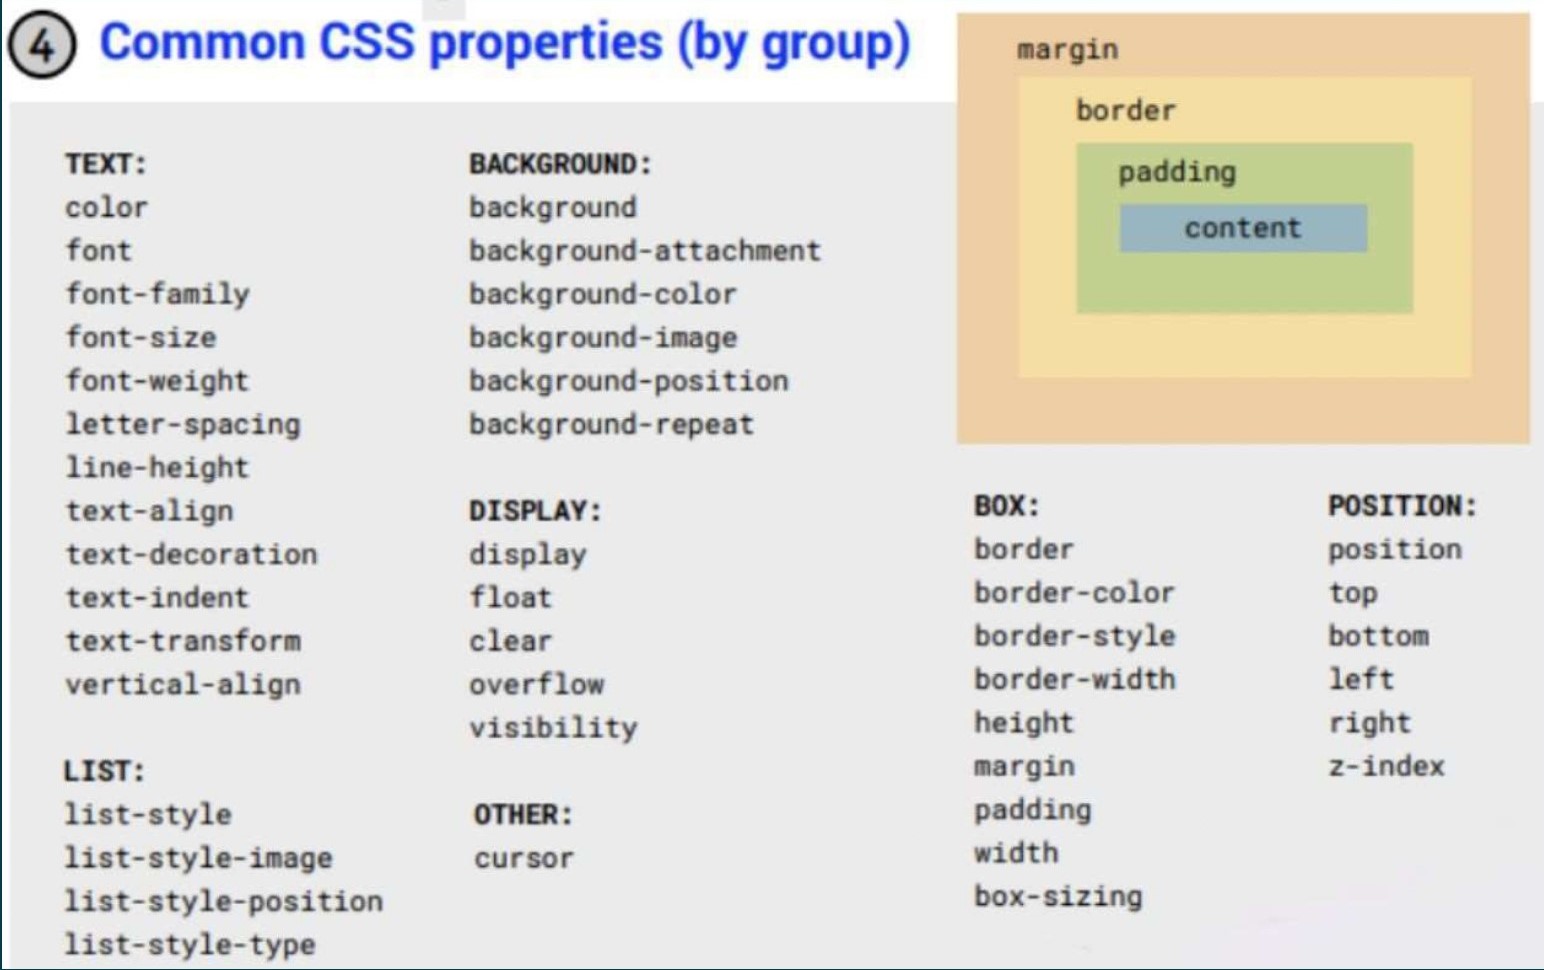 4 Common CSS properties (by group)
TEXT:
color
font
font-family
font-size
font-weight
letter-spacing
line-height
text-align
text-decoration
text-indent
text-transform
vertical-align
LIST:
list-style
list-style-image
list-style-position
list-style-type
BACKGROUND:
background
background-attachment
background-color
background-image
background-position
background-repeat
DISPLAY:
display
float
clear
overflow
visibility
OTHER:
cursor
margin
border
padding
content
BOX:
border
border-color
border-style
border-width
height
margin
padding
width
box-sizing
POSITION:
position
top
bottom
left
right
z-index